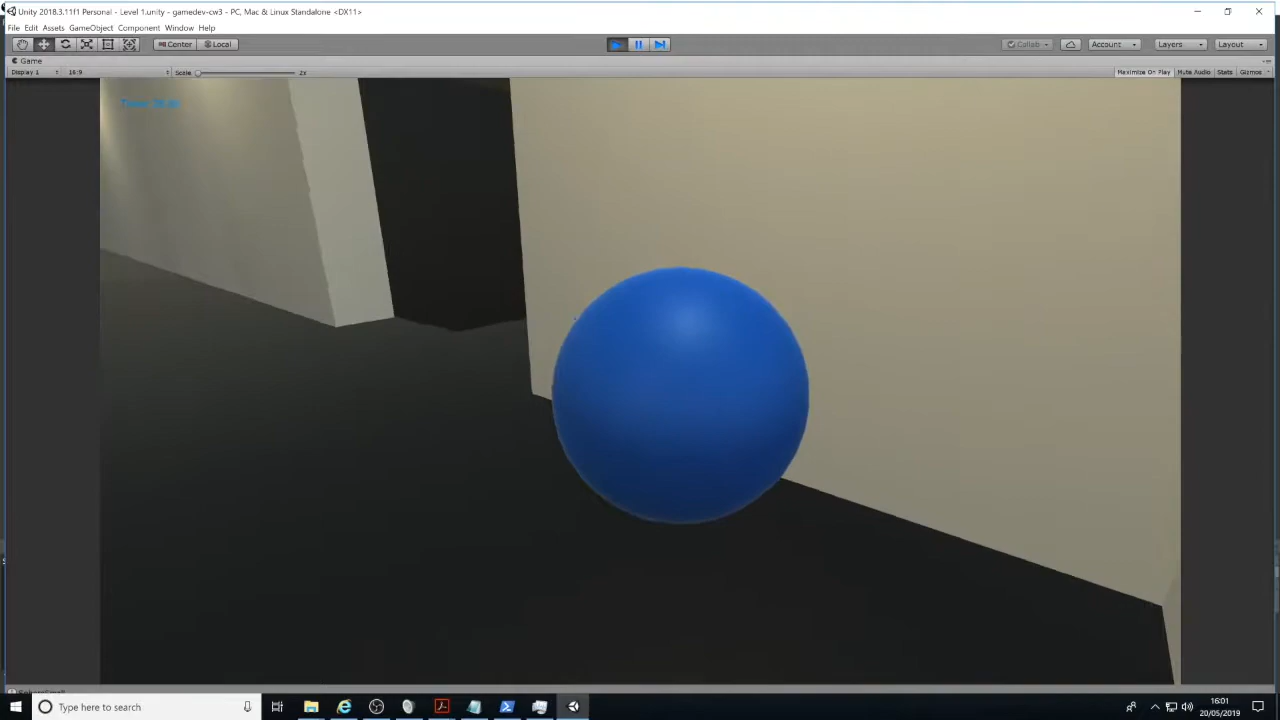 Unity 2018.3.11f1 Personal - Level 1.unity - gamedev-cw3 - PC, Mac & Linux Standalone <DX11>
File Edit Assets GameObject Component Window Help
Center Local Collab Account Layers Layout
Game
Display 1 16:9 Scale 2x Maximize On Play Mute Audio Stats Gizmos
Type here to search
16:01
20/05/2019